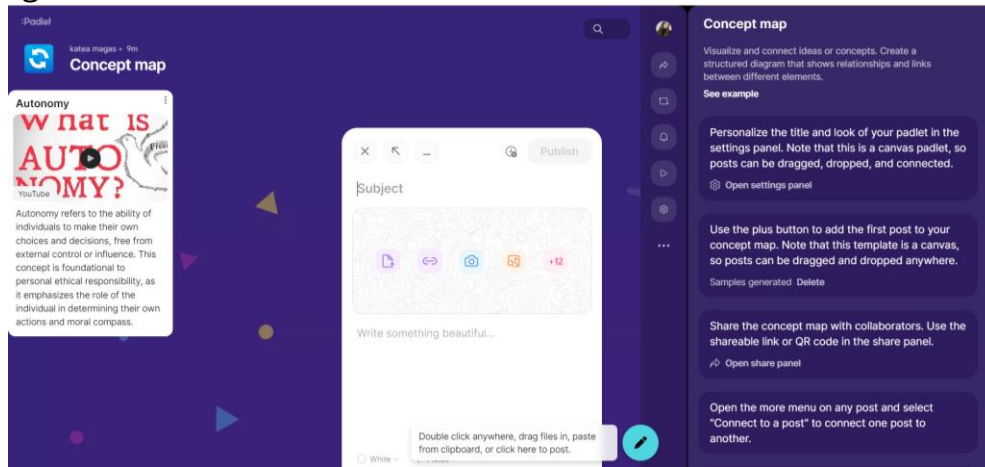 :Padlet
katea magas • 9m
Concept map
Autonomy
What is
AUTO
NOMY?
Free
YouTube
Autonomy refers to the ability of
individuals to make their own
choices and decisions, free from
external control or influence. This
concept is foundational to
personal ethical responsibility, as
it emphasizes the role of the
individual in determining their own
actions and moral compass.
Publish
Subject
+12
Write something beautiful...
Double click anywhere, drag files in, paste
from clipboard, or click here to post.
White
Concept map
Visualize and connect ideas or concepts. Create a
structured diagram that shows relationships and links
between different elements.
See example
Personalize the title and look of your padlet in the
settings panel. Note that this is a canvas padlet, so
posts can be dragged, dropped, and connected.
Open settings panel
Use the plus button to add the first post to your
concept map. Note that this template is a canvas,
so posts can be dragged and dropped anywhere.
Samples generated Delete
Share the concept map with collaborators. Use the
shareable link or QR code in the share panel.
Open share panel
Open the more menu on any post and select
"Connect to a post" to connect one post to
another.